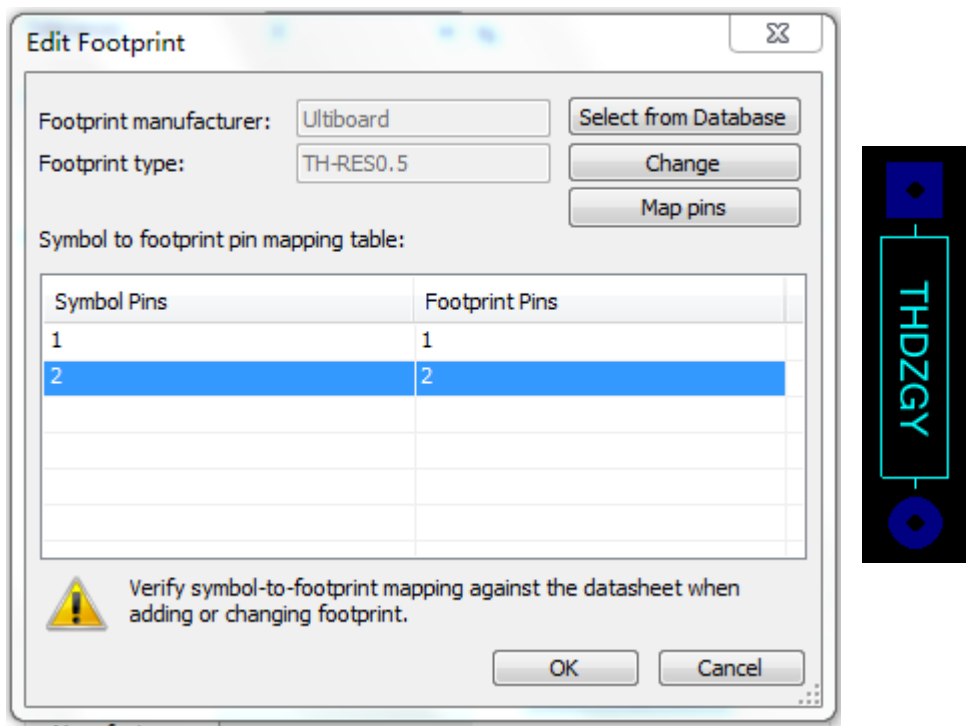 Edit Footprint
Footprint manufacturer: Ultiboard Select from Database
Footprint type: TH-RES0.5 Change
Map pins
Symbol to footprint pin mapping table:
Symbol Pins Footprint Pins
1 1
2 2
Verify symbol-to-footprint mapping against the datasheet when
adding or changing footprint.
OK Cancel
THDZGY